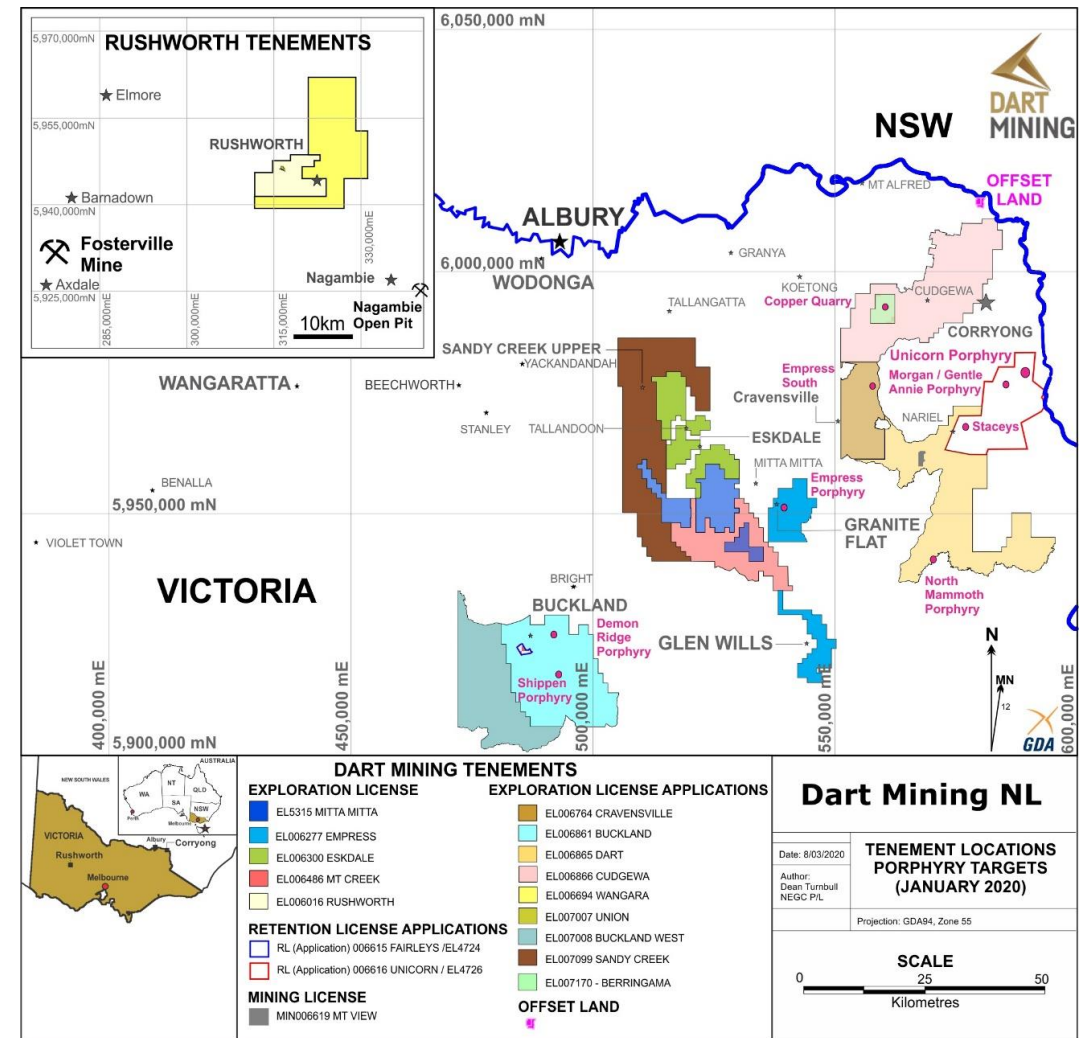 RUSHWORTH TENEMENTS
5,970,000mN
Elmore
5,955,000mN
RUSHWORTH
Barnadown
5,940,000mN
Fosterville
Mine
Axdale
5,925,000mN
Nagambie
Nagambie
Open Pit
10km
285,000mE
300,000mE
315,000mE
330,000mE
6,050,000 mN
DART
MINING
NSW
MT ALFRED
OFFSET
LAND
ALBURY
GRANYA
6,000,000 mN
WODONGA
KOETONG
CUDGEWA
Copper Quarry
TALLANGATTA
CORRYONG
SANDY CREEK UPPER
YACKANDANDAH
Unicorn Porphyry
Morgan / Gentle
Annie Porphyry
Empress
South
Cravensville
WANGARATTA
BEECHWORTH
STANLEY
TALLANDOON
NARIEL
Staceys
ESKDALE
MITTA MITTA
BENALLA
Empress
Porphyry
5,950,000 mN
VIOLET TOWN
GRANITE
FLAT
North
Mammoth
Porphyry
VICTORIA
BRIGHT
BUCKLAND
Demon
Ridge
Porphyry
GLEN WILLS
Shippen
Porphyry
N
MN
12
GDA
400,000 mE
450,000 mE
500,000 mE
550,000 mE
600,000 mE
5,900,000 mN
NEW SOUTH WALES
AUSTRALIA
WA
NT
QLD
SA
NSW
Perth
Melbourne
VICTORIA
Albury
Corryong
Rushworth
Melbourne
DART MINING TENEMENTS
EXPLORATION LICENSE
EL5315 MITTA MITTA
EL006277 EMPRESS
EL006300 ESKDALE
EL006486 MT CREEK
EL006016 RUSHWORTH
RETENTION LICENSE APPLICATIONS
RL (Application) 006615 FAIRLEYS /EL4724
RL (Application) 006616 UNICORN / EL4726
MINING LICENSE
MIN006619 MT VIEW
EXPLORATION LICENSE APPLICATIONS
EL006764 CRAVENSVILLE
EL006861 BUCKLAND
EL006865 DART
EL006866 CUDGEWA
EL006694 WANGARA
EL007007 UNION
EL007008 BUCKLAND WEST
EL007099 SANDY CREEK
EL007170 - BERRINGAMA
OFFSET LAND
Dart Mining NL
Date: 8/03/2020
Author:
Dean Turnbull
NEGC P/L
TENEMENT LOCATIONS
PORPHYRY TARGETS
(JANUARY 2020)
Projection: GDA94, Zone 55
SCALE
0 25 50
Kilometres